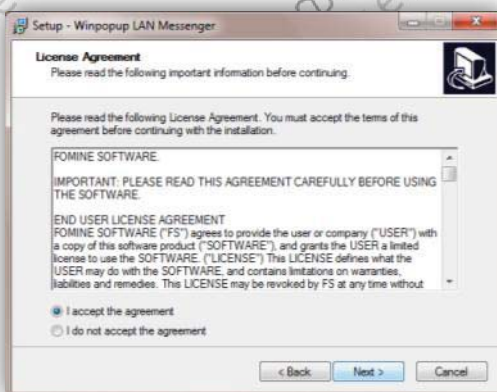 Setup - Winpopup LAN Messenger
License Agreement
Please read the following important information before continuing.
Please read the following License Agreement. You must accept the terms of this
agreement before continuing with the installation.
FOMINE SOFTWARE.
IMPORTANT: PLEASE READ THIS AGREEMENT CAREFULLY BEFORE USING
THE SOFTWARE.
END USER LICENSE AGREEMENT
FOMINE SOFTWARE ("FS") agrees to provide the user or company ("USER") with
a copy of this software product ("SOFTWARE"), and grants the USER a limited
license to use the SOFTWARE. ("LICENSE") This LICENSE defines what the
USER may do with the SOFTWARE, and contains limitations on warranties,
liabilities and remedies. This LICENSE may be revoked by FS at any time without
I accept the agreement
I do not accept the agreement
< Back
Next >
Cancel